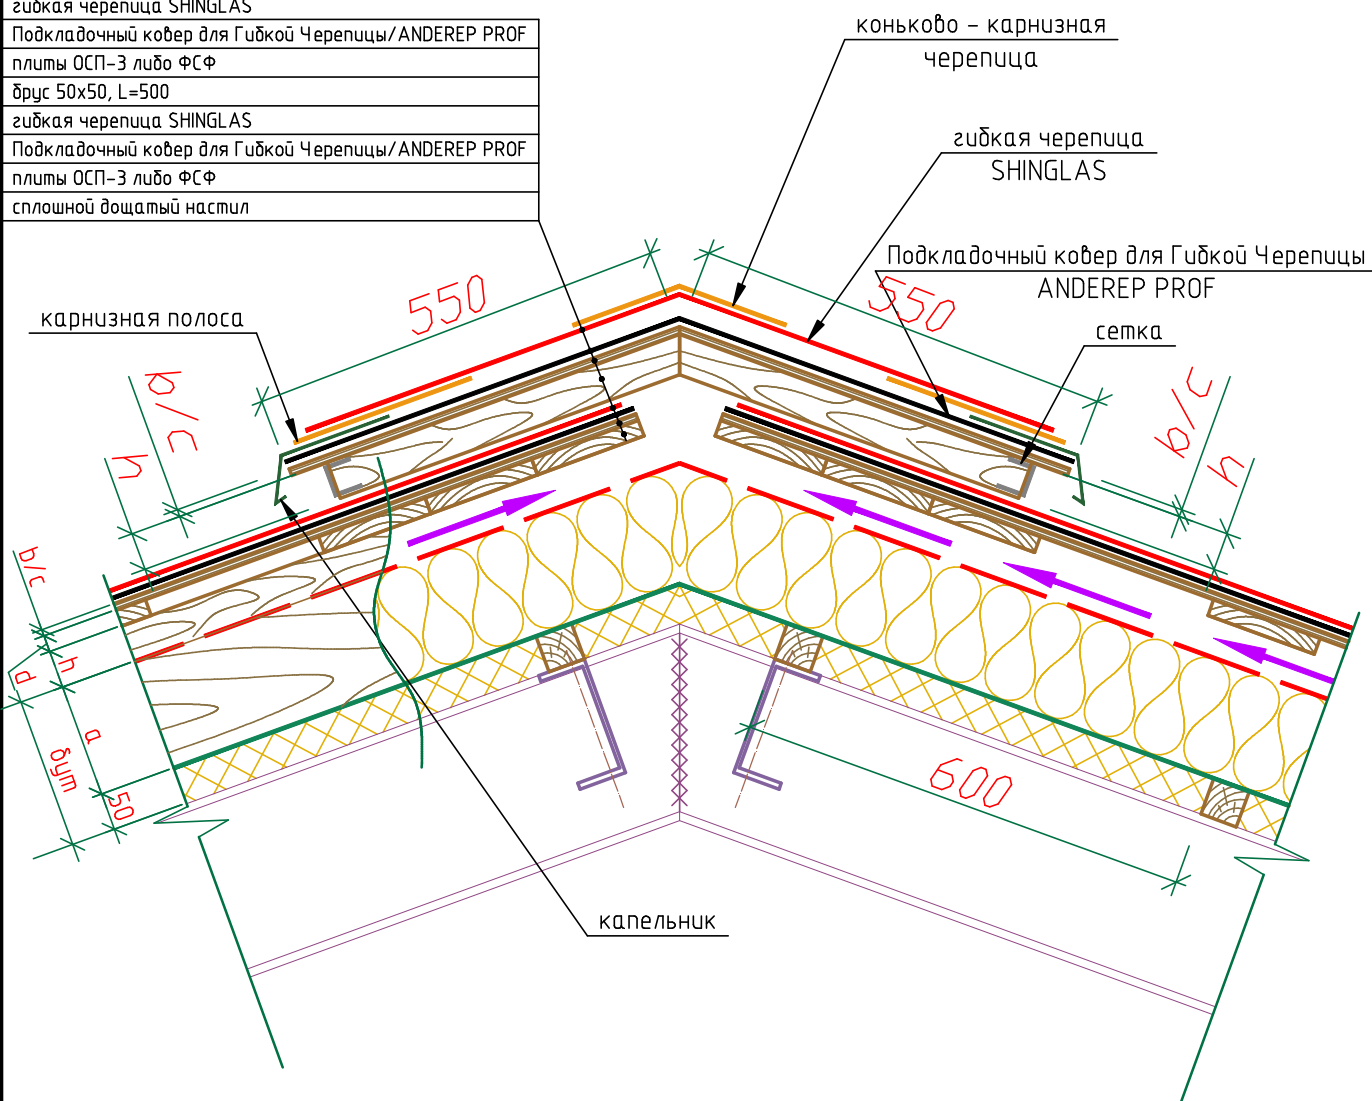 гибкая черепица SHINGLAS
Подкладочный ковер для Гибкой Черепицы/ANDEREP PROF
плиты ОСП-3 либо ФСФ
брус 50х50, L=500
гибкая черепица SHINGLAS
Подкладочный ковер для Гибкой Черепицы/ANDEREP PROF
плиты ОСП-3 либо ФСФ
сплошной дощатый настил
коньково - карнизная
черепица
гибкая черепица
SHINGLAS
Подкладочный ковер для Гибкой Черепицы
ANDEREP PROF
сетка
карнизная полоса
550
550
b/c
h
b/c
h
b/c
h
d
a
бут
50
600
капельник